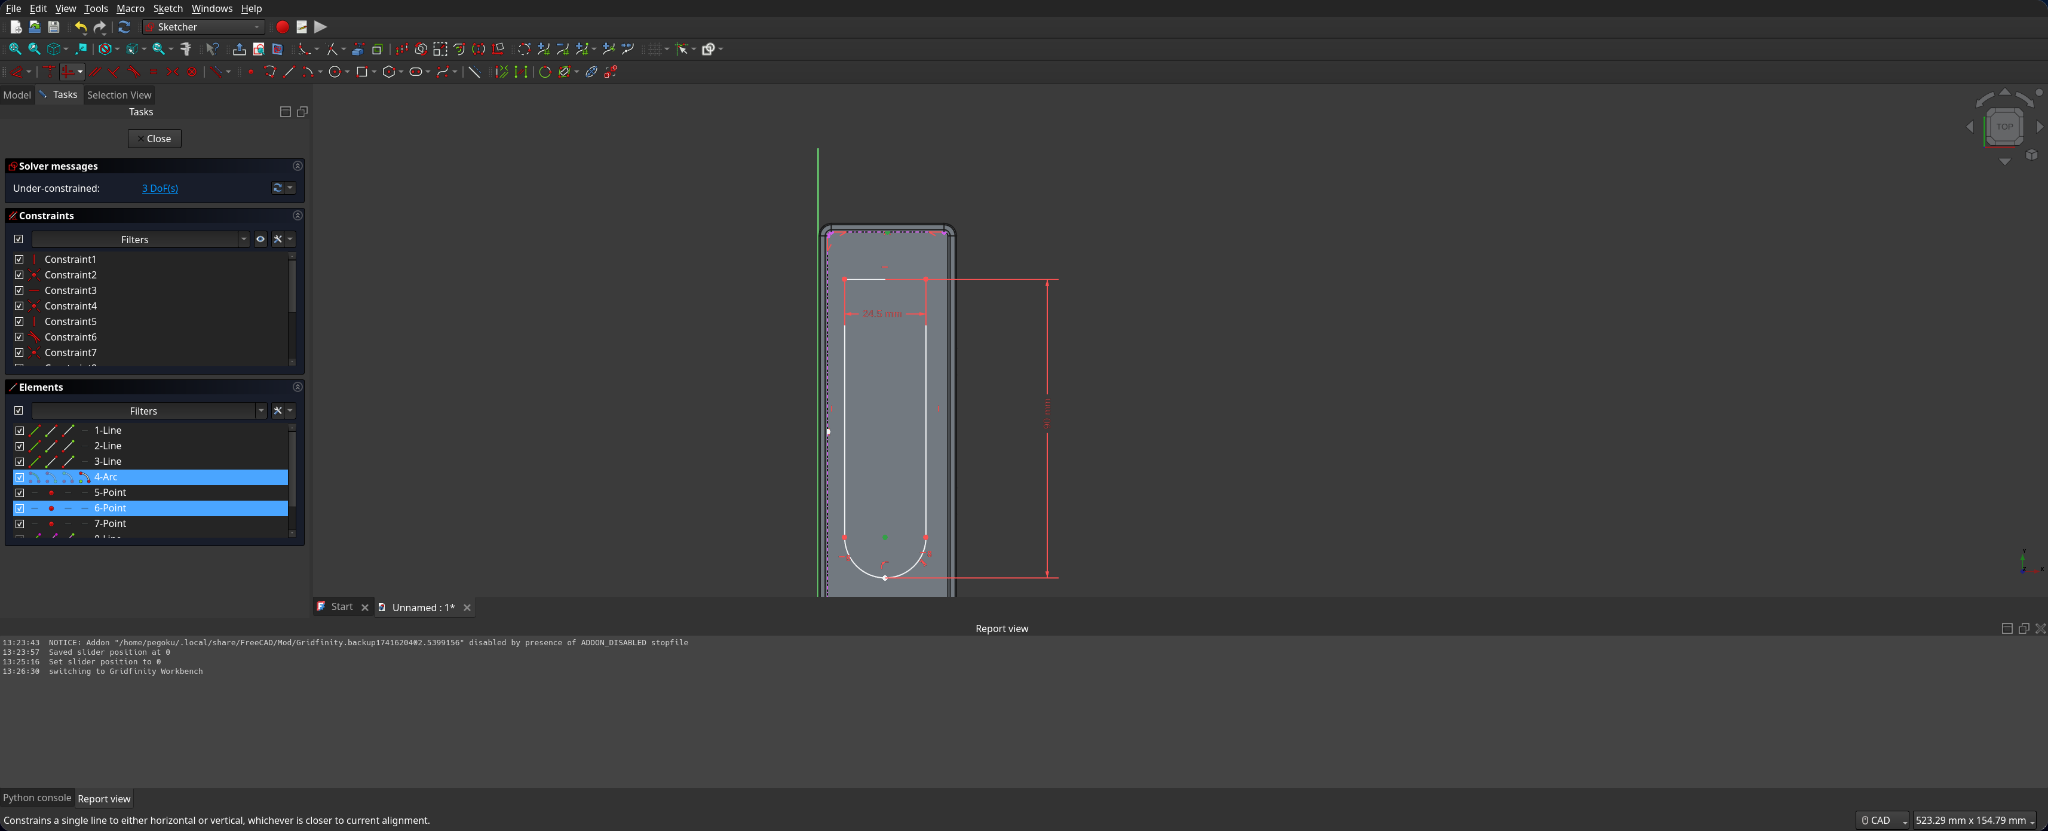 File Edit View Tools Macro Sketch Windows Help
Sketcher
Model Tasks Selection View
Tasks
Close
Solver messages
Under-constrained: 3 DoF(s)
Constraints
Filters
Constraint1
Constraint2
Constraint3
Constraint4
Constraint5
Constraint6
Constraint7
Elements
Filters
1-Line
2-Line
3-Line
4-Arc
5-Point
6-Point
7-Point
TOP
24.5 mm
Start Unnamed : 1*
Report view
13:23:43 NOTICE: Addon "/home/pegoku/.local/share/FreeCAD/Mod/Gridfinity.backup1741620402.5399156" disabled by presence of ADDON_DISABLED stopfile
13:23:57 Saved slider position at 0
13:25:16 Set slider position to 0
13:26:30 switching to Gridfinity Workbench
Python console Report view
Constrains a single line to either horizontal or vertical, whichever is closer to current alignment.
CAD 523.29 mm x 154.79 mm